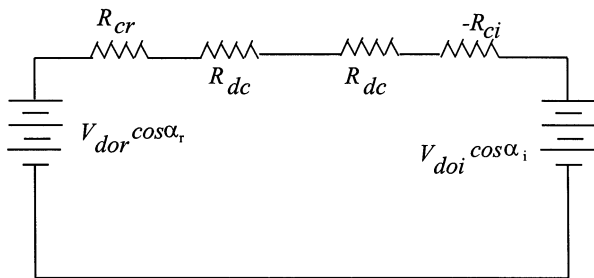 R_cr
-R_ci
R_dc
R_dc
V_dor cosα_r
V_doi cosα_i